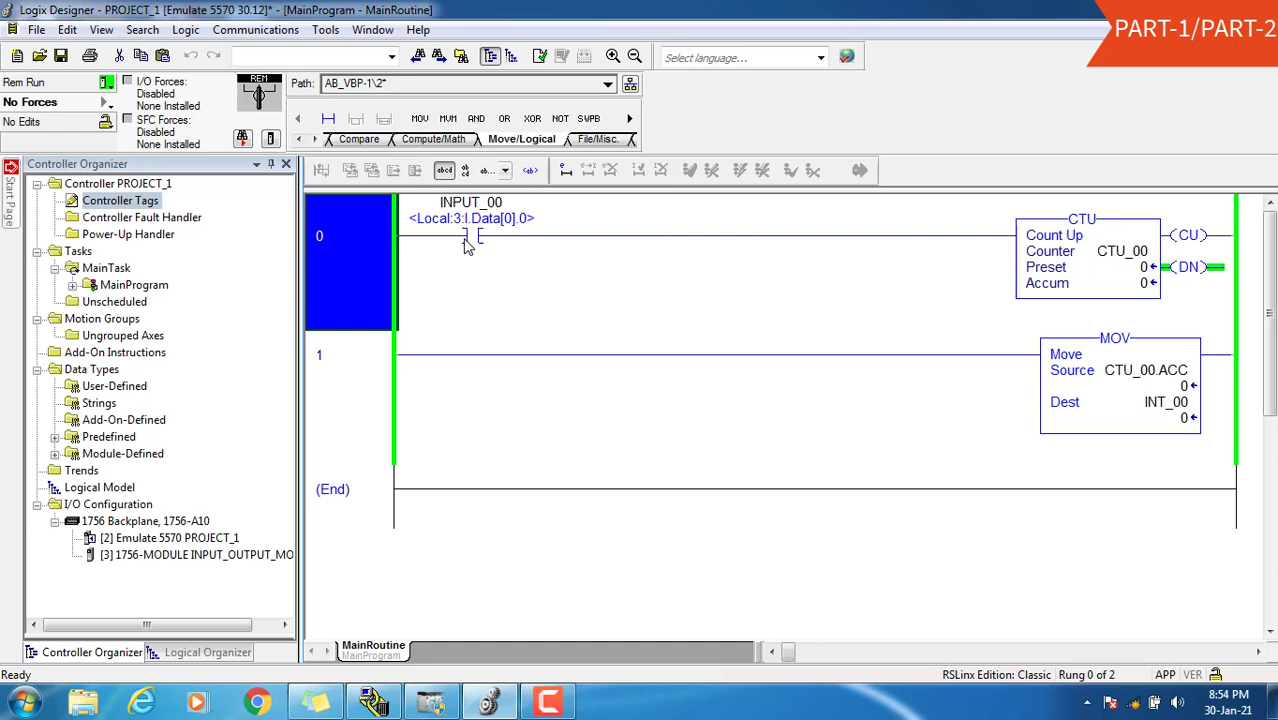 Logix Designer - PROJECT_1 [Emulate 5570 30.12]* - [MainProgram - MainRoutine]
PART-1/PART-2
File Edit View Search Logic Communications Tools Window Help
Select language...
Rem Run
No Forces
No Edits
I/O Forces:
Disabled
None Installed
SFC Forces:
Disabled
None Installed
REM
Path: AB_VBP-1\2*
MOV MVM AND OR XOR NOT SWPB
Compare Compute/Math Move/Logical File/Misc.
Start Page
Controller Organizer
Controller PROJECT_1
Controller Tags
Controller Fault Handler
Power-Up Handler
Tasks
MainTask
MainProgram
Unscheduled
Motion Groups
Ungrouped Axes
Add-On Instructions
Data Types
User-Defined
Strings
Add-On-Defined
Predefined
Module-Defined
Trends
Logical Model
I/O Configuration
1756 Backplane, 1756-A10
[2] Emulate 5570 PROJECT_1
[3] 1756-MODULE INPUT_OUTPUT_MO
Controller Organizer Logical Organizer
abcd ab cd ab...
INPUT_00
<Local:3:I.Data[0].0>
0
CTU
Count Up
Counter CTU_00
Preset 0
Accum 0
CU
DN
1
MOV
Move
Source CTU_00.ACC
0
Dest INT_00
0
(End)
MainRoutine
MainProgram
Ready
RSLinx Edition: Classic Rung 0 of 2 APP VER
8:54 PM
30-Jan-21